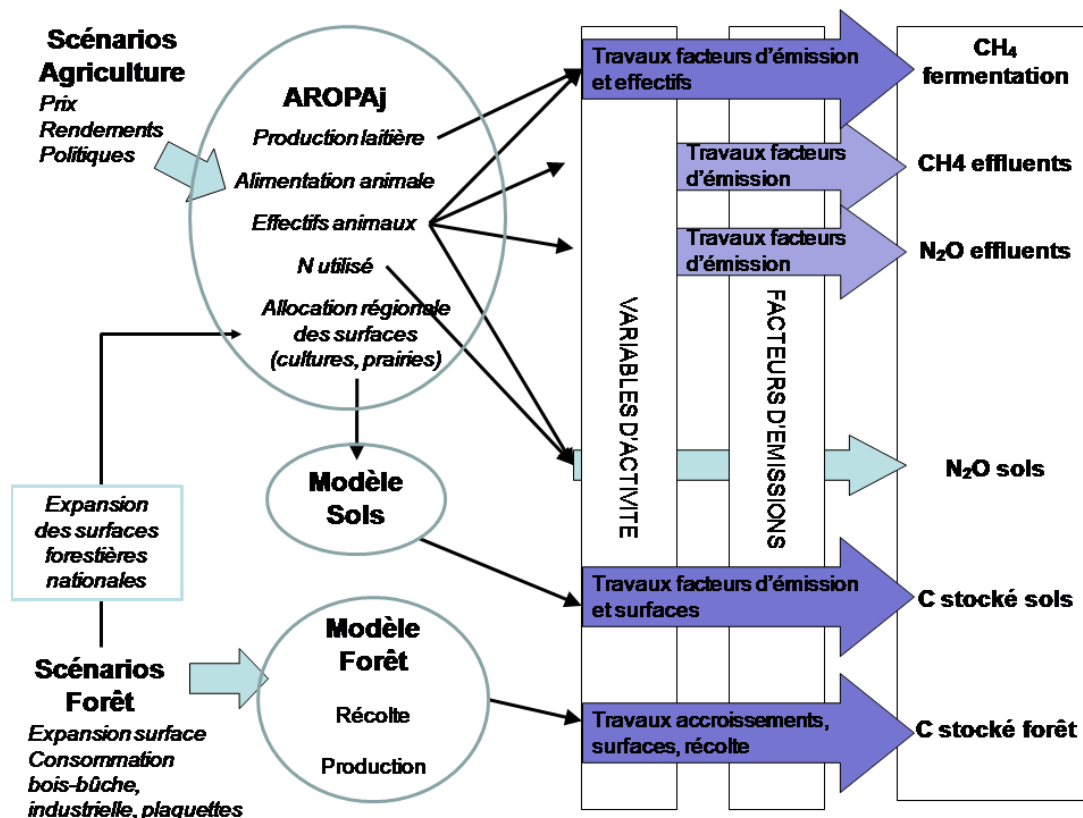 Scénarios
Agriculture
Prix
Rendements
Politiques
AROPAj
Production laitière
Alimentation animale
Effectifs animaux
N utilisé
Allocation régionale
des surfaces
(cultures, prairies)
Modèle
Sols
Expansion
des surfaces
forestières
nationales
Scénarios
Forêt
Expansion surface
Consommation
bois-bûche,
industrielle, plaquettes
Modèle
Forêt
Récolte
Production
VARIABLES D'ACTIVITE
FACTEURS D'EMISSIONS
Travaux facteurs d'émission
et effectifs
Travaux facteurs
d'émission
Travaux facteurs
d'émission
Travaux facteurs d'émission
et surfaces
Travaux accroissements,
surfaces, récolte
CH₄
fermentation
CH4 effluents
N₂O effluents
N₂O sols
C stocké sols
C stocké forêt